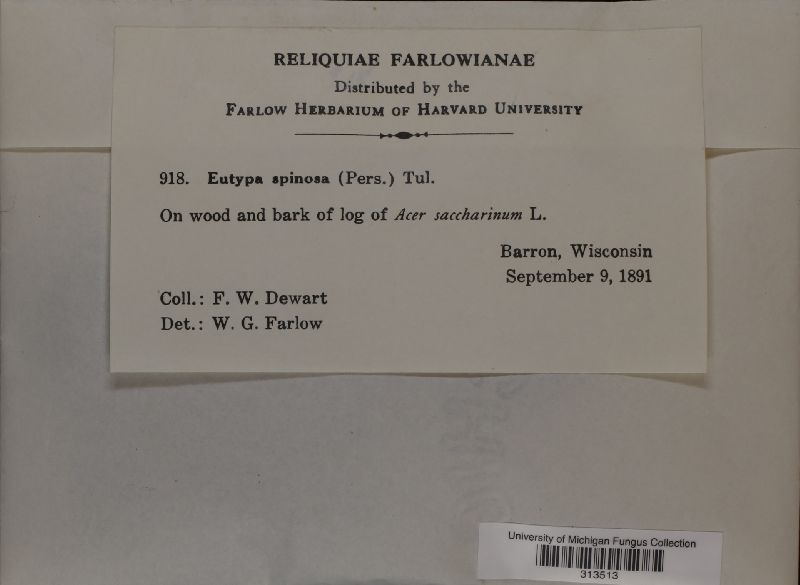 RELIQUIAE FARLOWIANAE
Distributed by the
FARLOW HERBARIUM OF HARVARD UNIVERSITY
918. Eutypa spinosa (Pers.) Tul.
On wood and bark of log of Acer saccharinum L.
Barron, Wisconsin
September 9, 1891
Coll.: F. W. Dewart
Det.: W. G. Farlow
University of Michigan Fungus Collection
313513